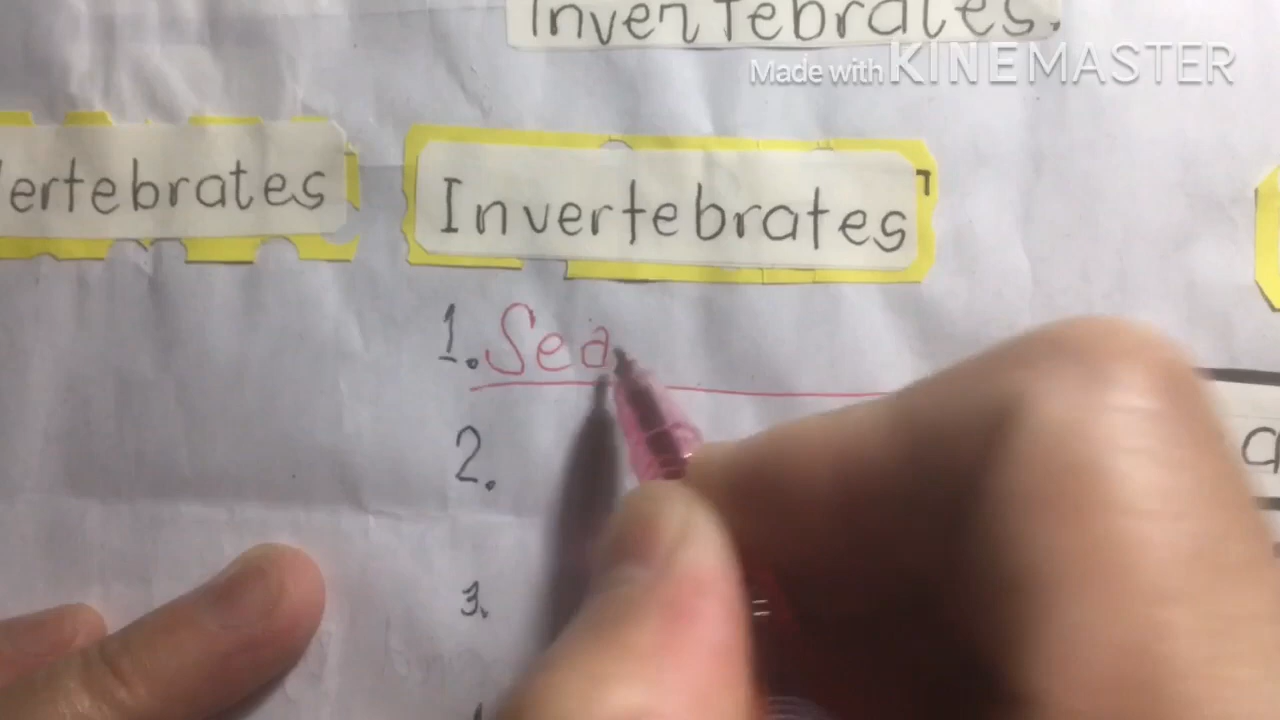 Invertebrates.
Made with KINEMASTER
ertebrates
Invertebrates
1. Sea
2.
3.